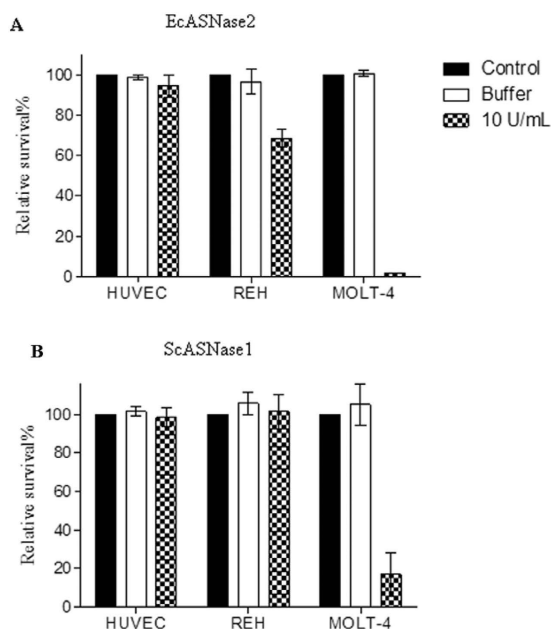 A
EcASNase2
Relative survival%
100
80
60
40
20
0
HUVEC REH MOLT-4
Control
Buffer
10 U/mL
B
ScASNase1
Relative survival%
100
80
60
40
20
0
HUVEC REH MOLT-4